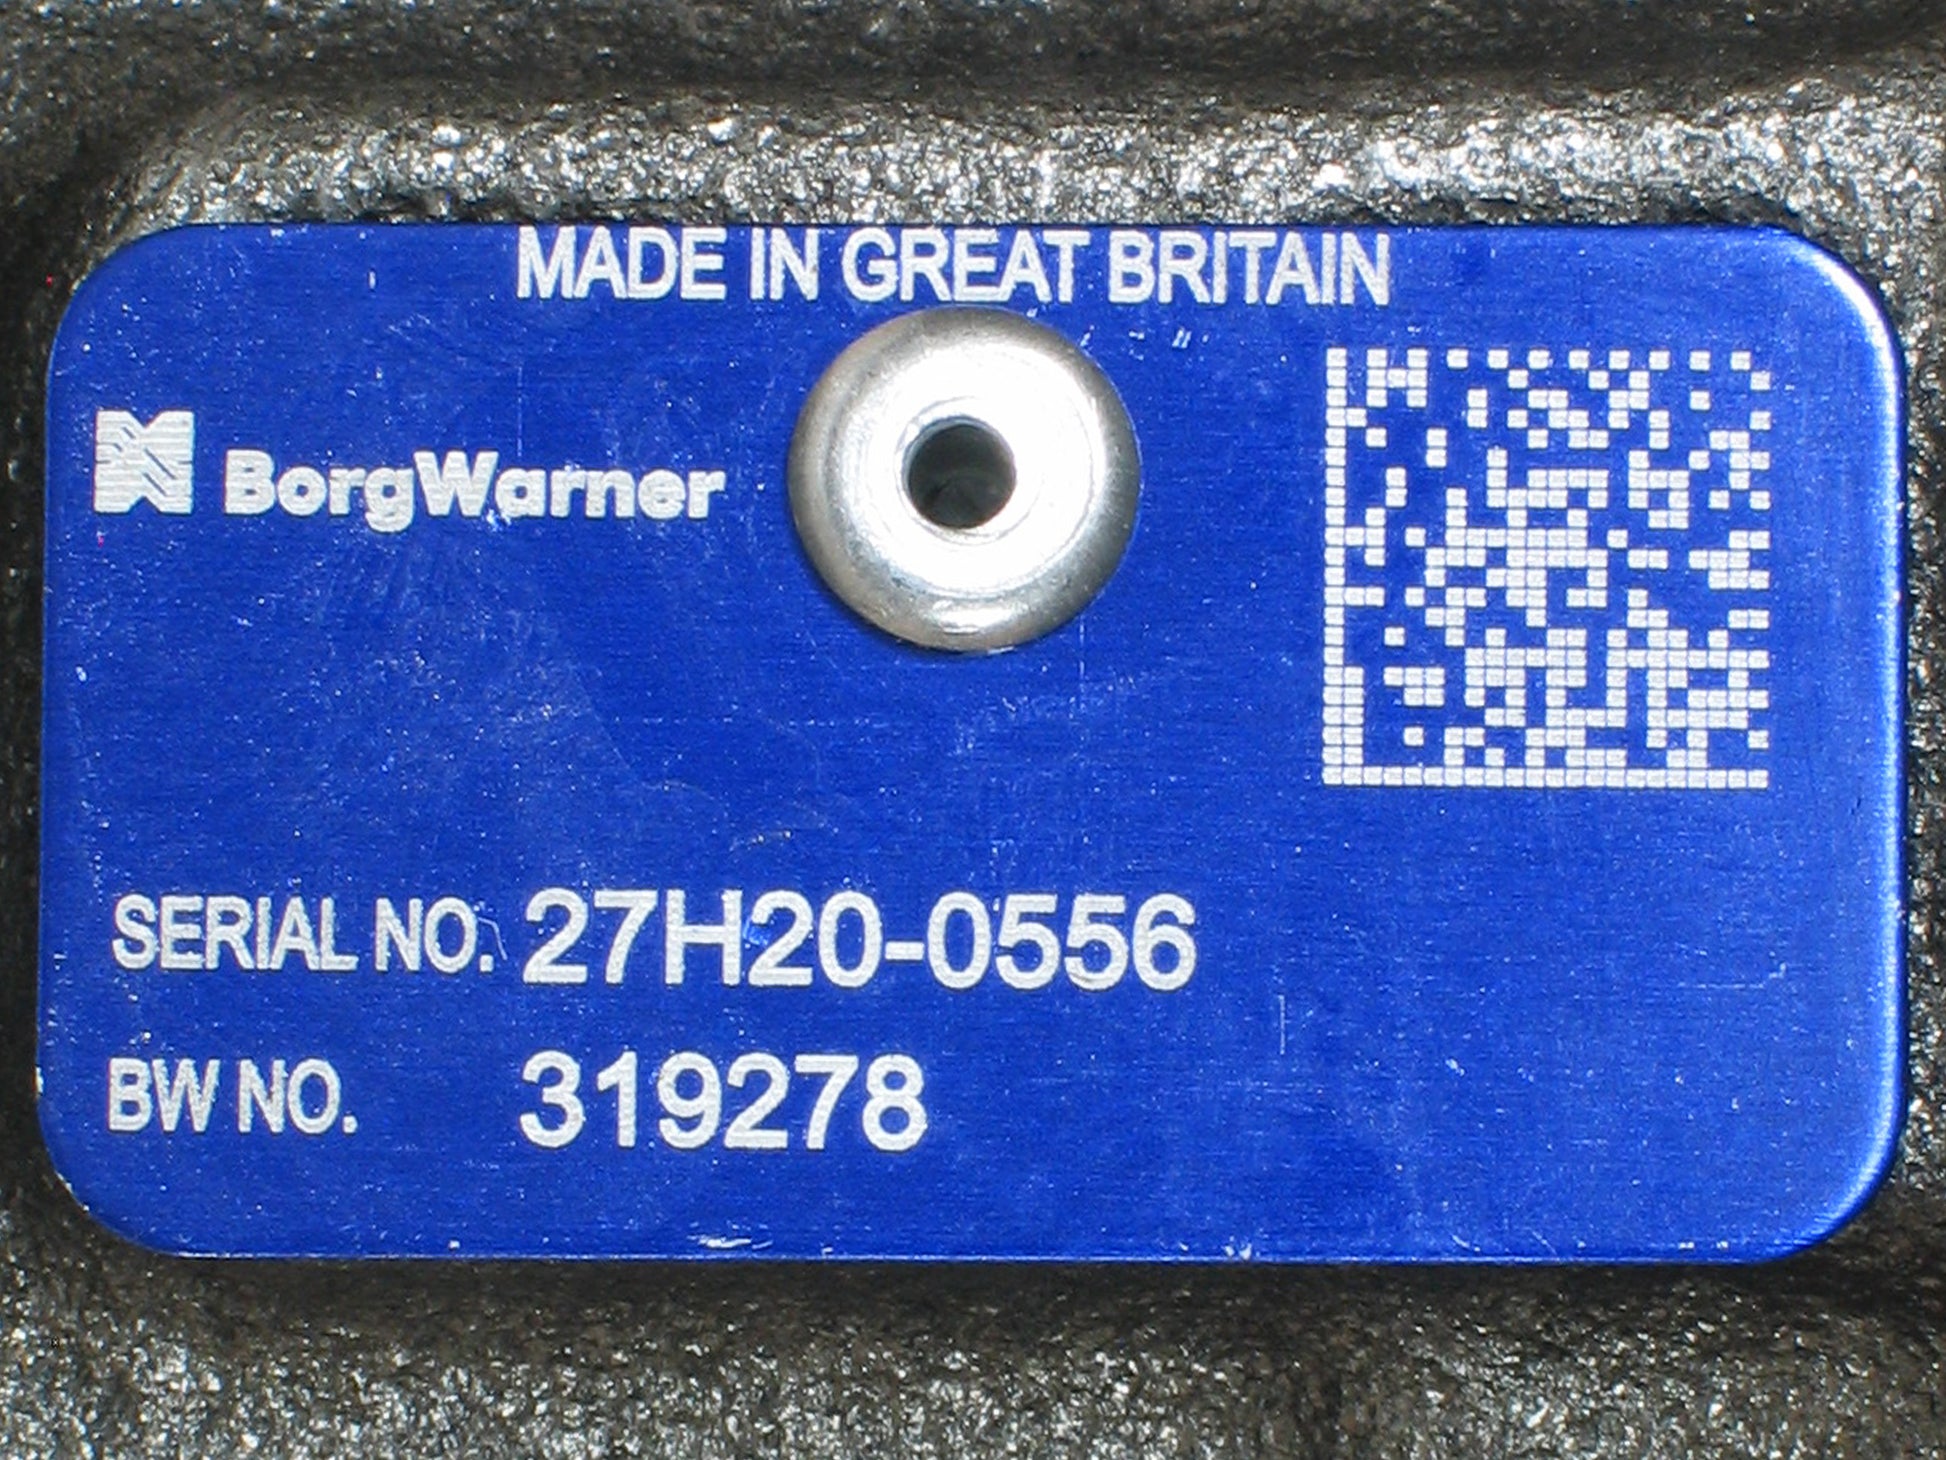 MADE IN GREAT BRITAIN
BorgWarner
SERIAL NO. 27H20-0556
BW NO. 319278